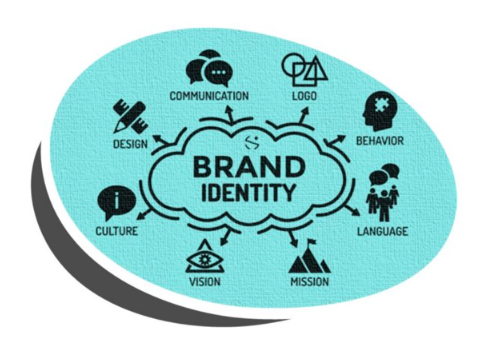 COMMUNICATION
LOGO
DESIGN
BEHAVIOR
BRAND
IDENTITY
CULTURE
LANGUAGE
VISION
MISSION